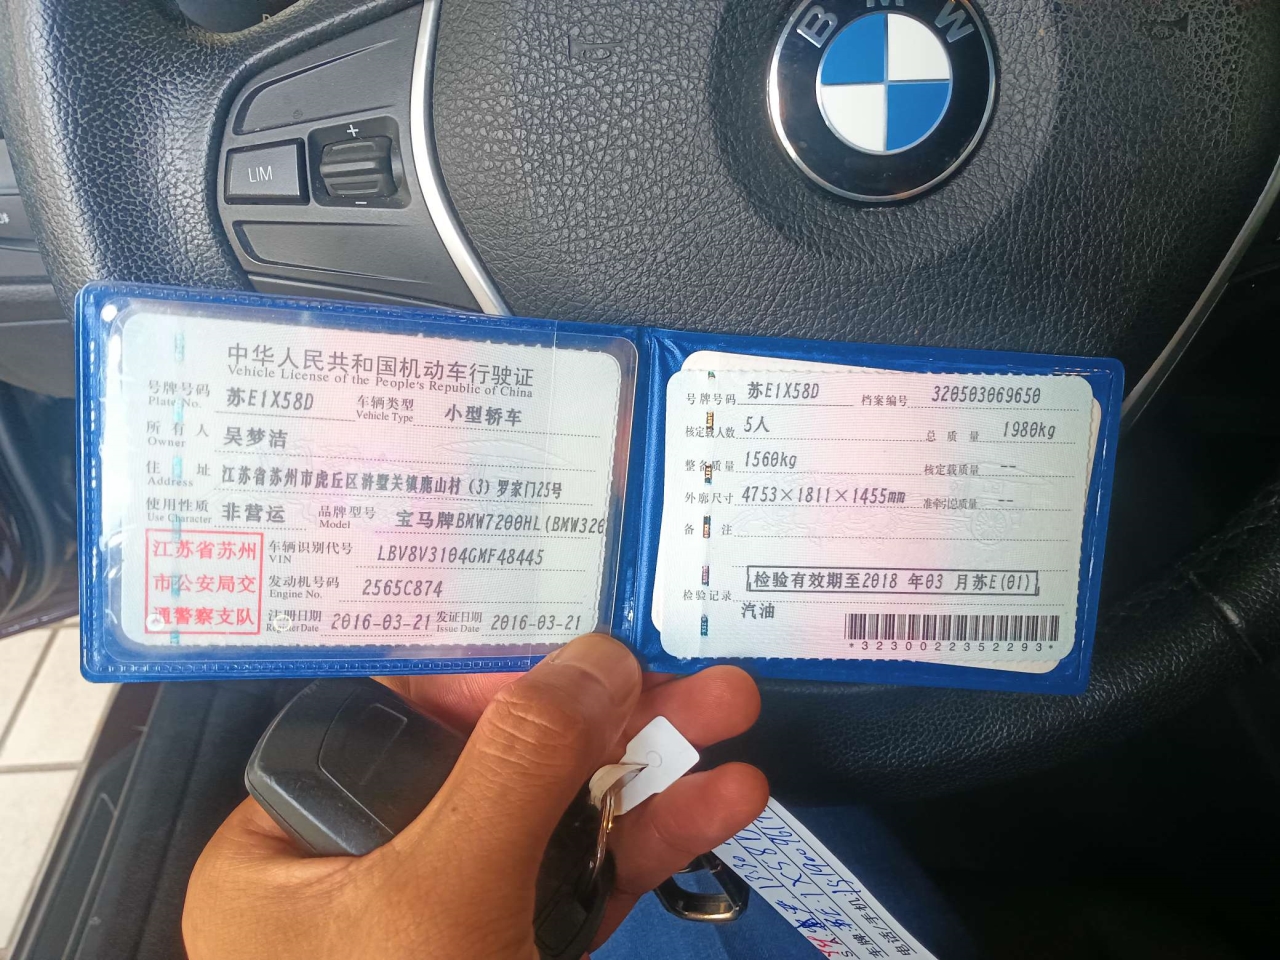 BMW
+
LIM
−
中华人民共和国机动车行驶证
Vehicle License of the People's Republic of China
号牌号码 苏E1X58D 车辆类型 小型轿车
Plate No. Vehicle Type
所有人 吴梦洁
Owner
住址 江苏省苏州市虎丘区浒墅关镇鹿山村(3)罗家门25号
Address
使用性质 非营运 品牌型号 宝马牌BMW7200HL(BMW320
Use Character Model
江苏省苏州
市公安局交
通警察支队
车辆识别代号 LBV8V3104GMF48445
VIN
发动机号码 2565C874
Engine No.
注册日期 2016-03-21 发证日期 2016-03-21
Register Date Issue Date
号牌号码 苏E1X58D 档案编号 320503069650
核定载人数 5人 总质量 1980kg
整备质量 1560kg 核定载质量 --
外廓尺寸 4753×1811×1455mm 准牵引总质量 --
备注
检验有效期至2018年03月苏E(01)
检验记录
汽油
*3230022352293*
车牌:苏E:1X58D
电话/手机: